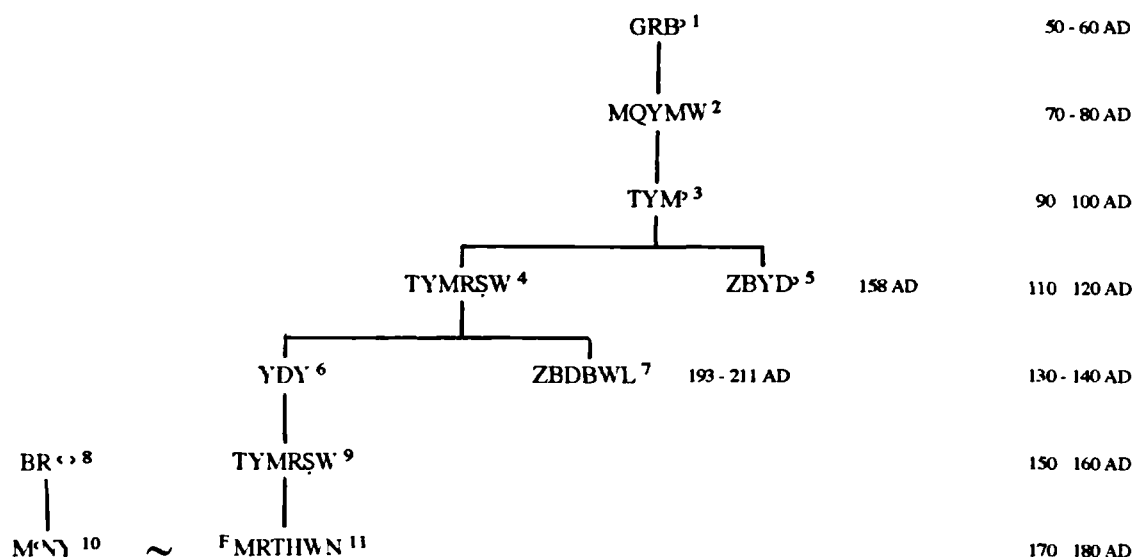 GRBʾ 1 50 - 60 AD
MQYMW 2 70 - 80 AD
TYMʾ 3 90 100 AD
TYMRṢW 4 ZBYDʾ 5 158 AD 110 120 AD
YDY 6 ZBDBWL 7 193 - 211 AD 130 - 140 AD
BRʿʾ 8 TYMRṢW 9 150 160 AD
MʿNY 10 ~ F MRTHWN 11 170 180 AD